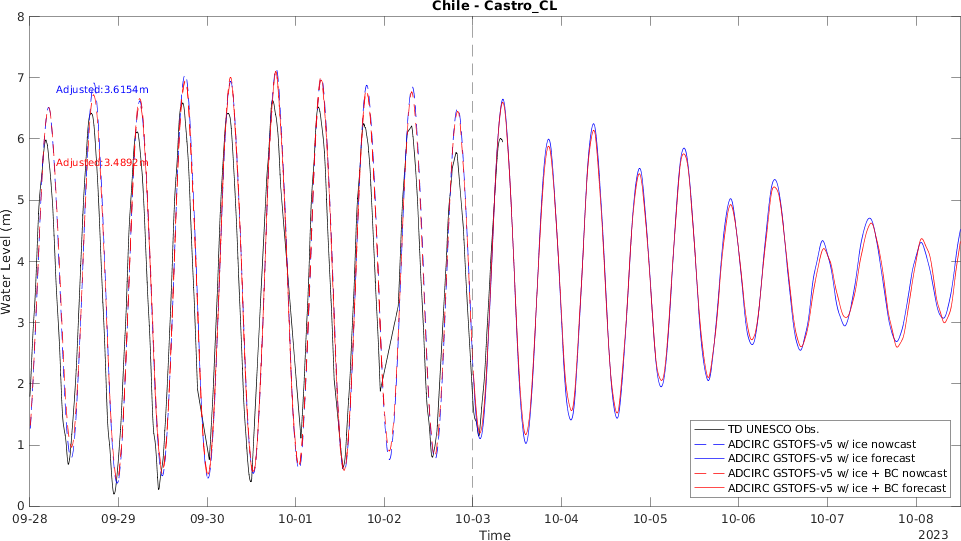 Chile - Castro_CL
8
7
6
5
4
3
2
1
0
Water Level (m)
Adjusted:3.6154m
Adjusted:3.4892m
TD UNESCO Obs.
ADCIRC GSTOFS-v5 w/ ice nowcast
ADCIRC GSTOFS-v5 w/ ice forecast
ADCIRC GSTOFS-v5 w/ ice + BC nowcast
ADCIRC GSTOFS-v5 w/ ice + BC forecast
09-28 09-29 09-30 10-01 10-02 10-03 10-04 10-05 10-06 10-07 10-08
Time
2023